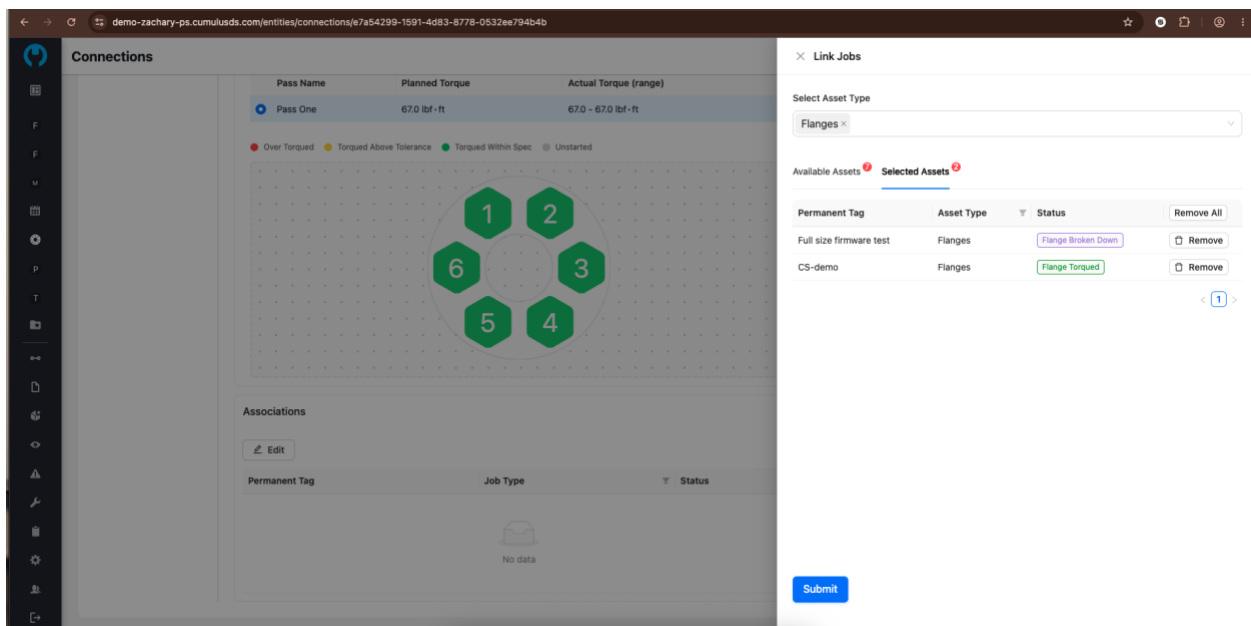 demo-zachary-ps.cumulusds.com/entities/connections/e7a54299-1591-4d83-8778-0532ee794b4b
Connections
F
F
M
P
T
Pass Name Planned Torque Actual Torque (range)
Pass One 67.0 lbf·ft 67.0 - 67.0 lbf·ft
Over Torqued Torqued Above Tolerance Torqued Within Spec Unstarted
1 2
6 3
5 4
Associations
Edit
Permanent Tag Job Type Status
No data
Link Jobs
Select Asset Type
Flanges ×
Available Assets 7 Selected Assets 2
Permanent Tag Asset Type Status Remove All
Full size firmware test Flanges Flange Broken Down Remove
CS-demo Flanges Flange Torqued Remove
< 1 >
Submit